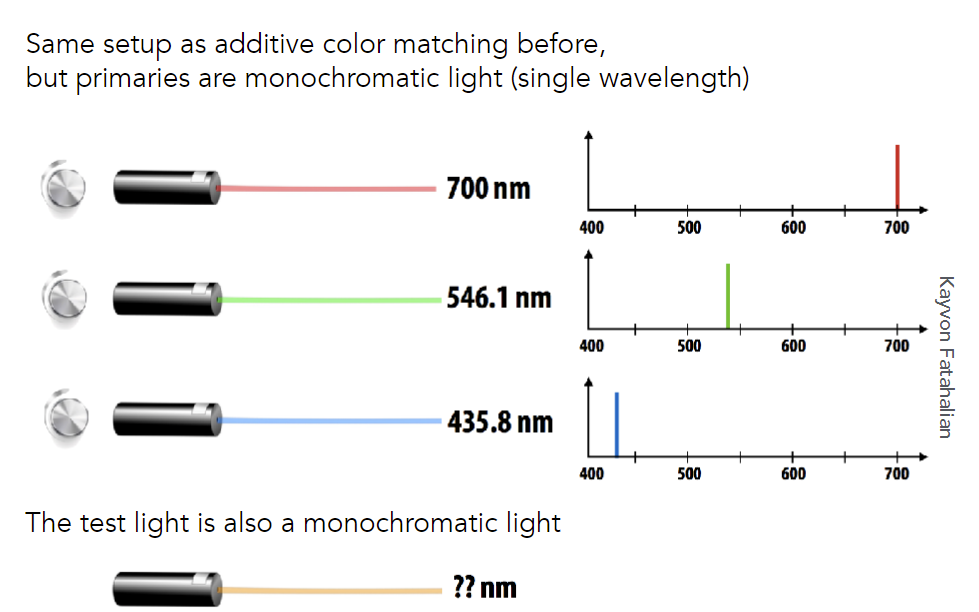 Same setup as additive color matching before,
but primaries are monochromatic light (single wavelength)
700 nm
400 500 600 700
546.1 nm
400 500 600 700
435.8 nm
400 500 600 700
Kayvon Fatahalian
The test light is also a monochromatic light
?? nm